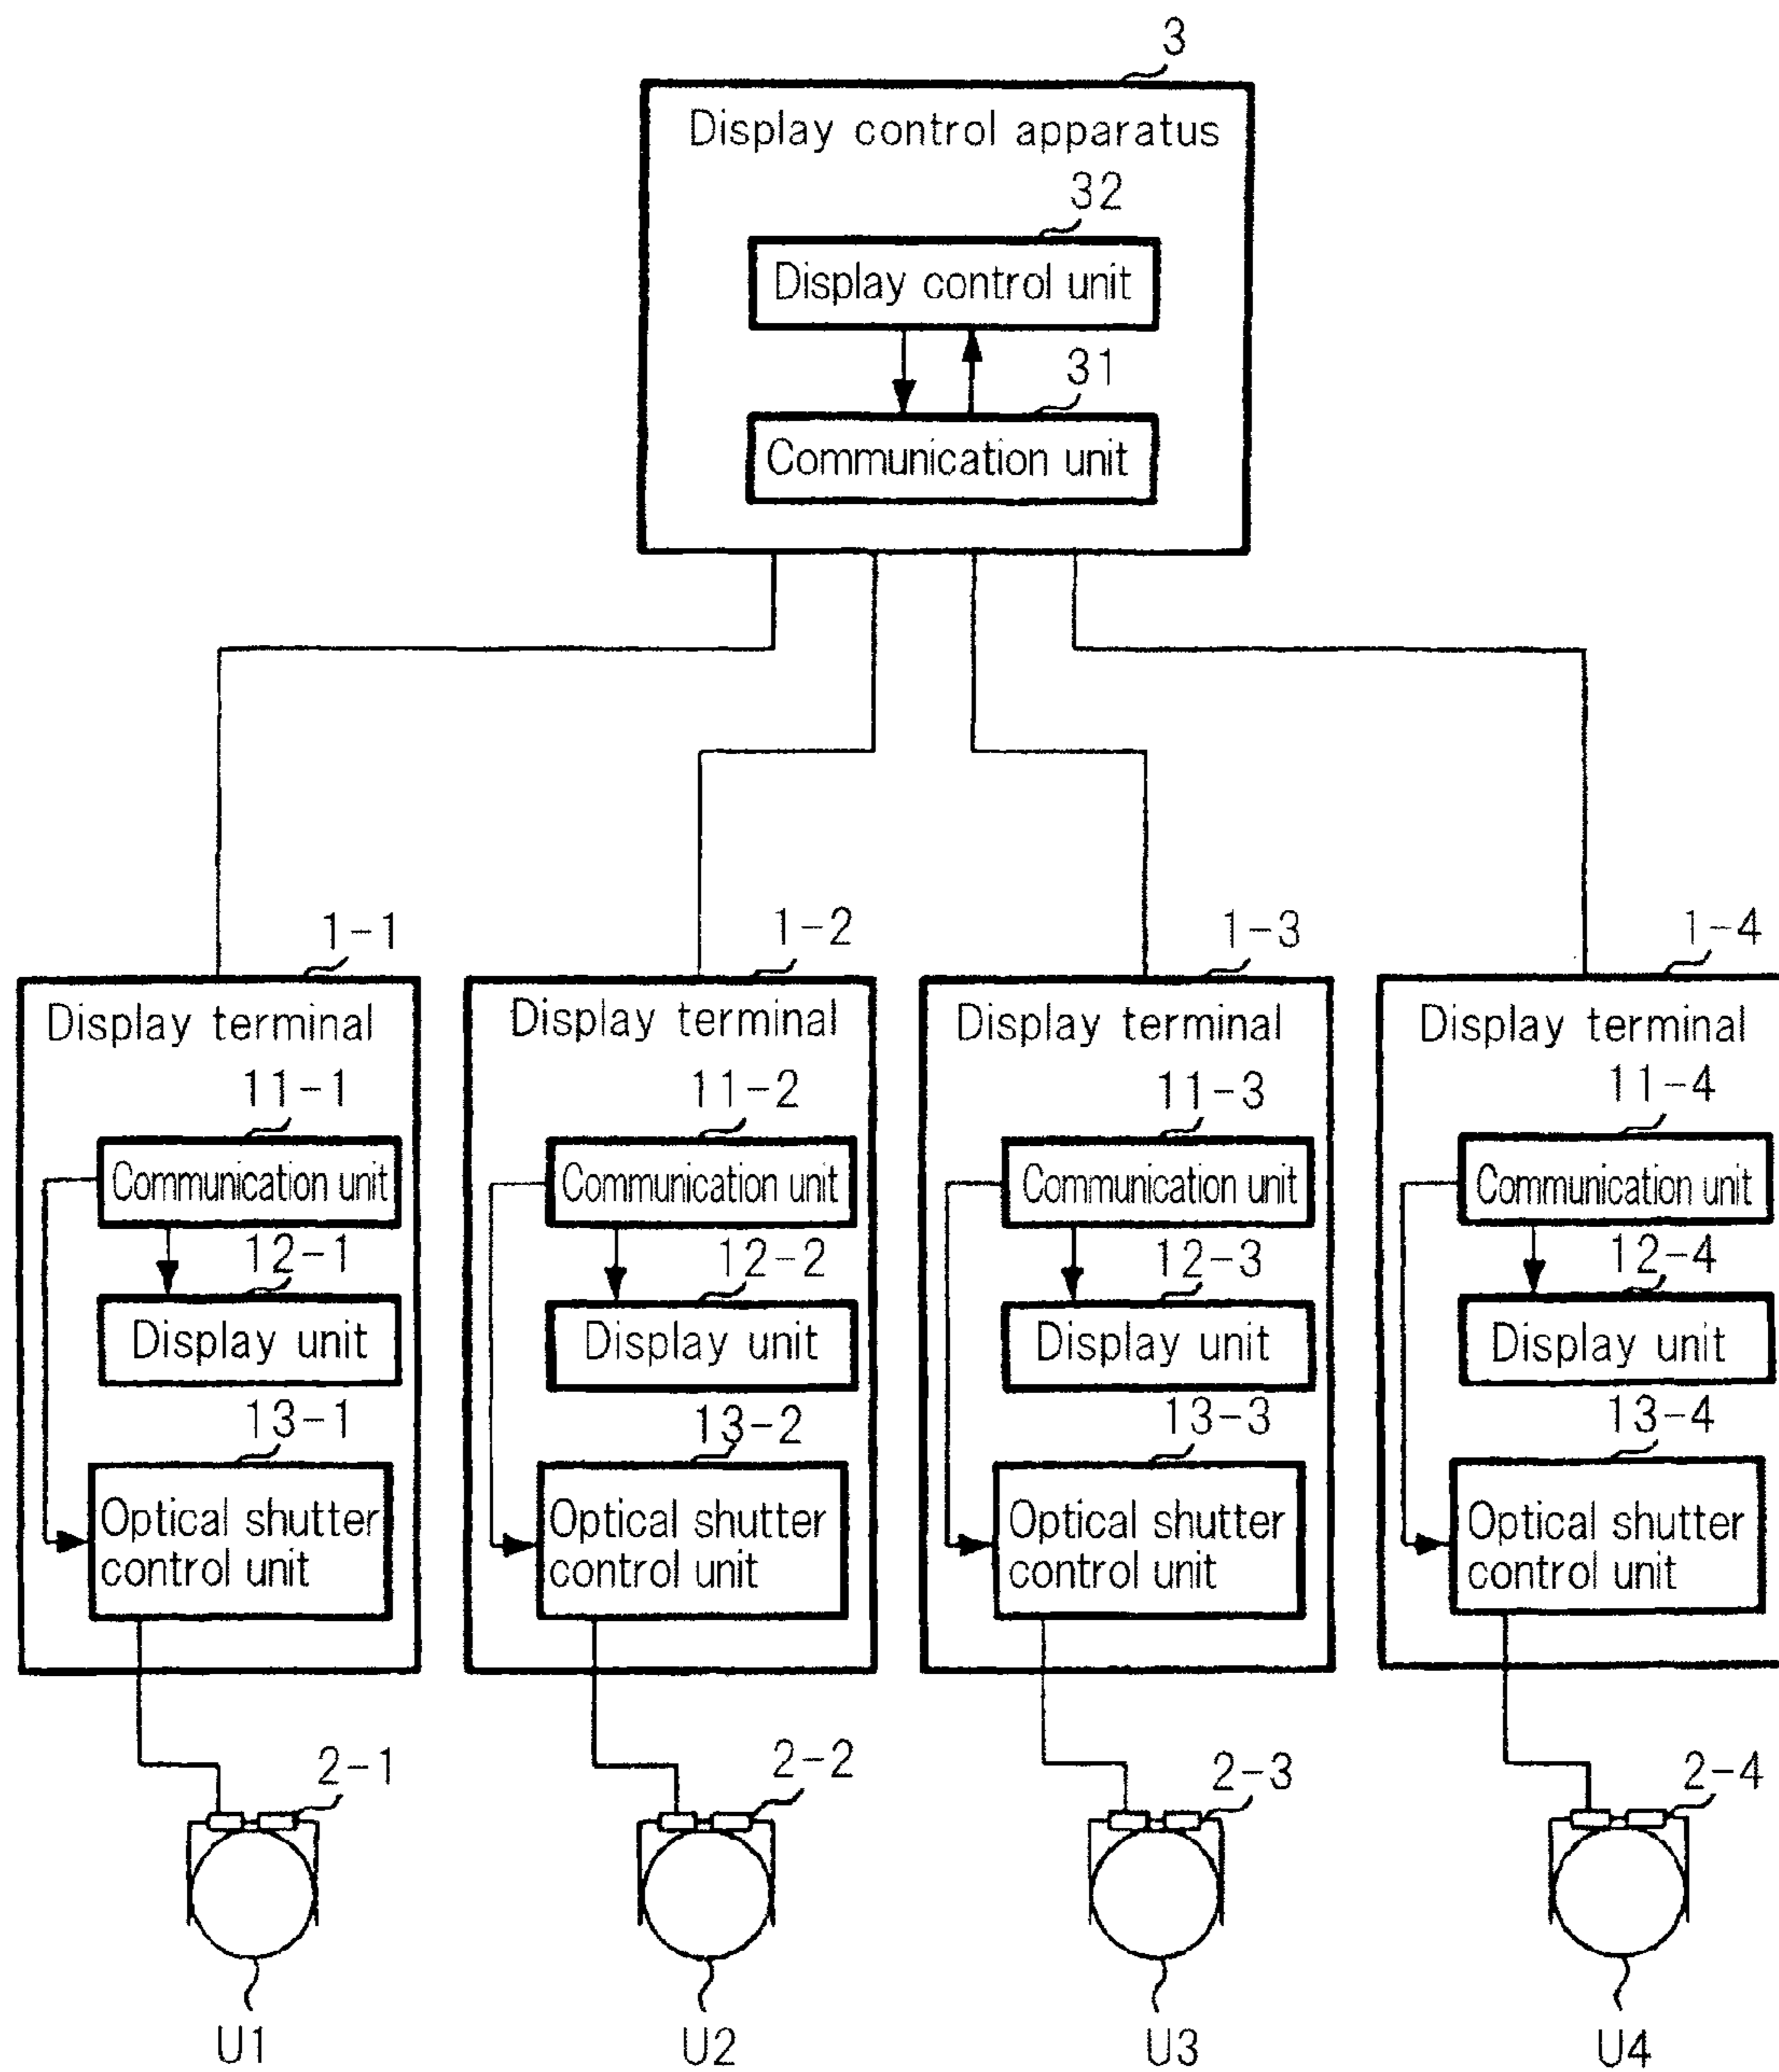 3
Display control apparatus
32
Display control unit
31
Communication unit
1-1
1-2
1-3
1-4
Display terminal
Display terminal
Display terminal
Display terminal
11-1
11-2
11-3
11-4
Communication unit
Communication unit
Communication unit
Communication unit
12-1
12-2
12-3
12-4
Display unit
Display unit
Display unit
Display unit
13-1
13-2
13-3
13-4
Optical shutter
control unit
Optical shutter
control unit
Optical shutter
control unit
Optical shutter
control unit
2-1
2-2
2-3
2-4
U1
U2
U3
U4